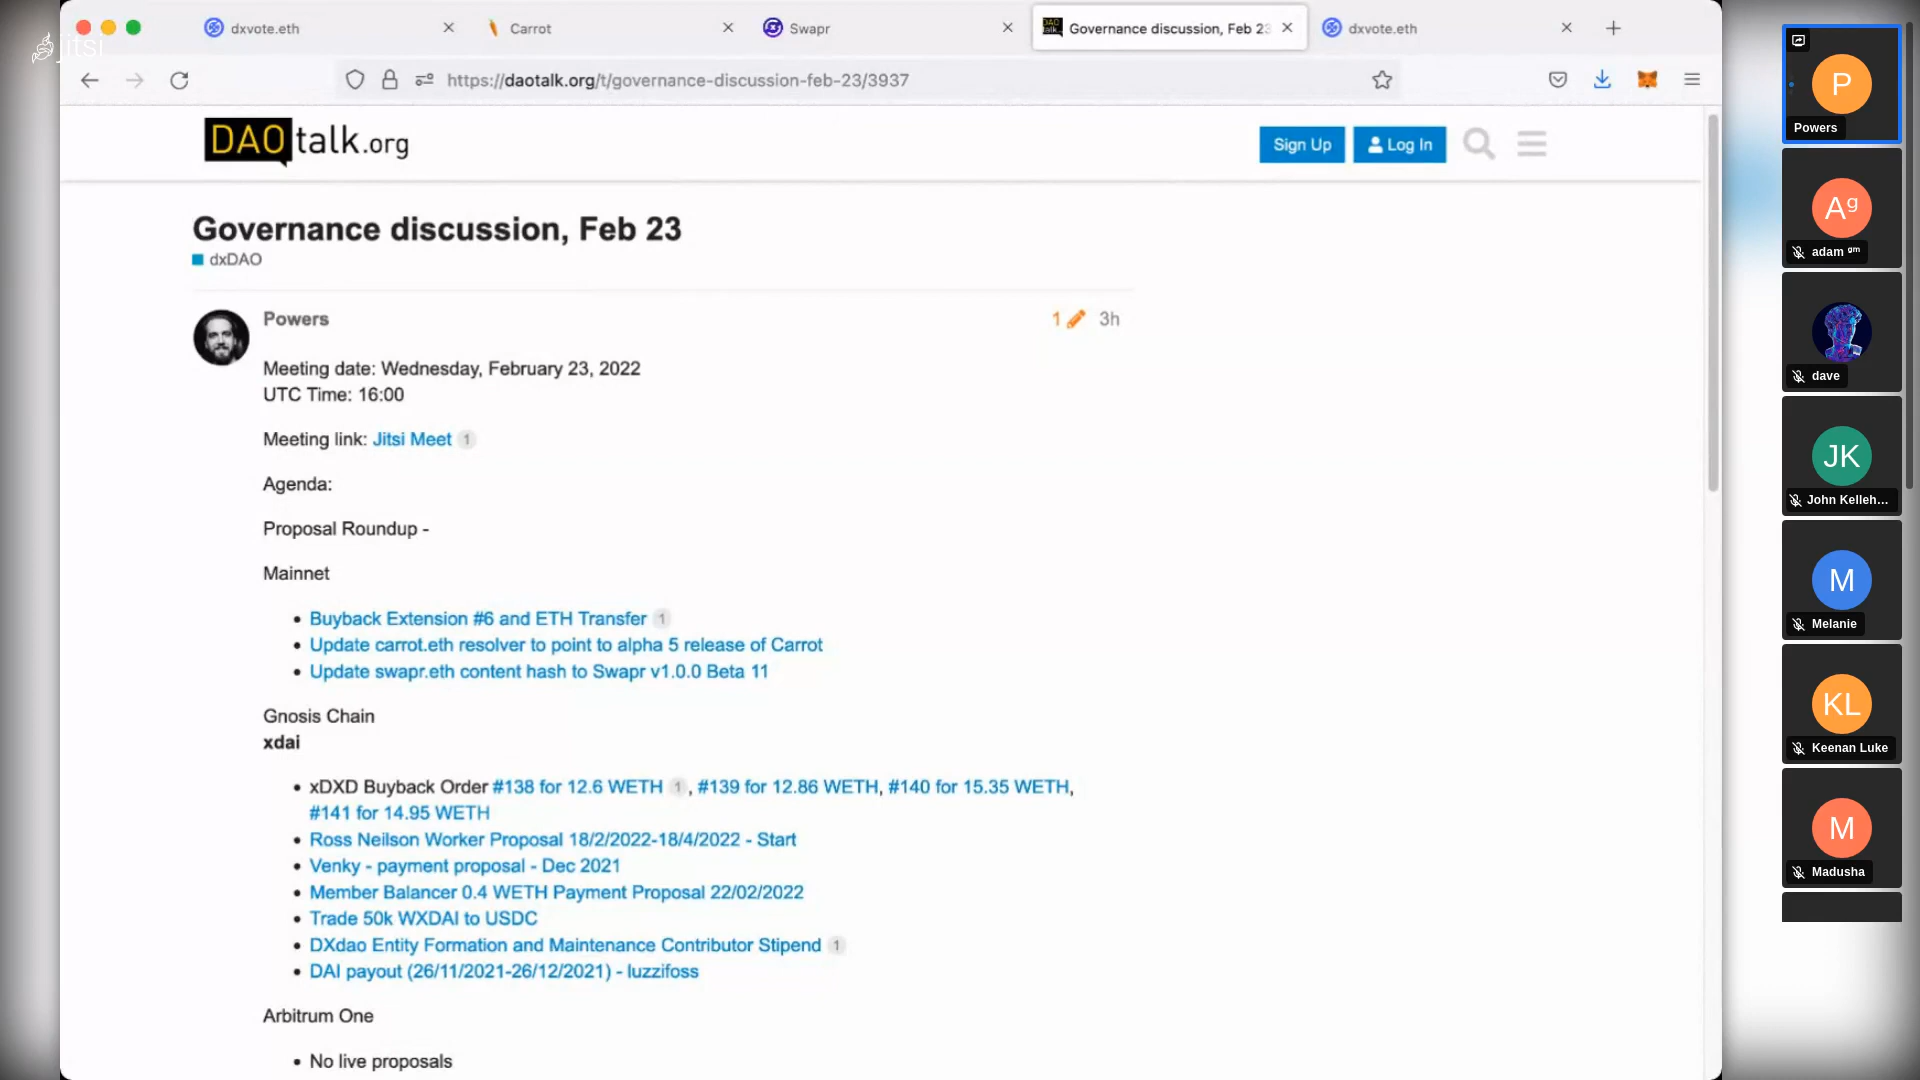 jitsi
dxvote.eth
Carrot
Swapr
Governance discussion, Feb 23
dxvote.eth
https://daotalk.org/t/governance-discussion-feb-23/3937
DAOtalk.org
Sign Up
Log In
Governance discussion, Feb 23
dxDAO
Powers
1
3h
Meeting date: Wednesday, February 23, 2022
UTC Time: 16:00
Meeting link: Jitsi Meet 1
Agenda:
Proposal Roundup -
Mainnet
• Buyback Extension #6 and ETH Transfer 1
• Update carrot.eth resolver to point to alpha 5 release of Carrot
• Update swapr.eth content hash to Swapr v1.0.0 Beta 11
Gnosis Chain
xdai
• xDXD Buyback Order #138 for 12.6 WETH 1 , #139 for 12.86 WETH, #140 for 15.35 WETH,
#141 for 14.95 WETH
• Ross Neilson Worker Proposal 18/2/2022-18/4/2022 - Start
• Venky - payment proposal - Dec 2021
• Member Balancer 0.4 WETH Payment Proposal 22/02/2022
• Trade 50k WXDAI to USDC
• DXdao Entity Formation and Maintenance Contributor Stipend 1
• DAI payout (26/11/2021-26/12/2021) - luzzifoss
Arbitrum One
• No live proposals
P
Powers
Aᵍ
adam ᵍᵐ
dave
JK
John Kelleh...
M
Melanie
KL
Keenan Luke
M
Madusha